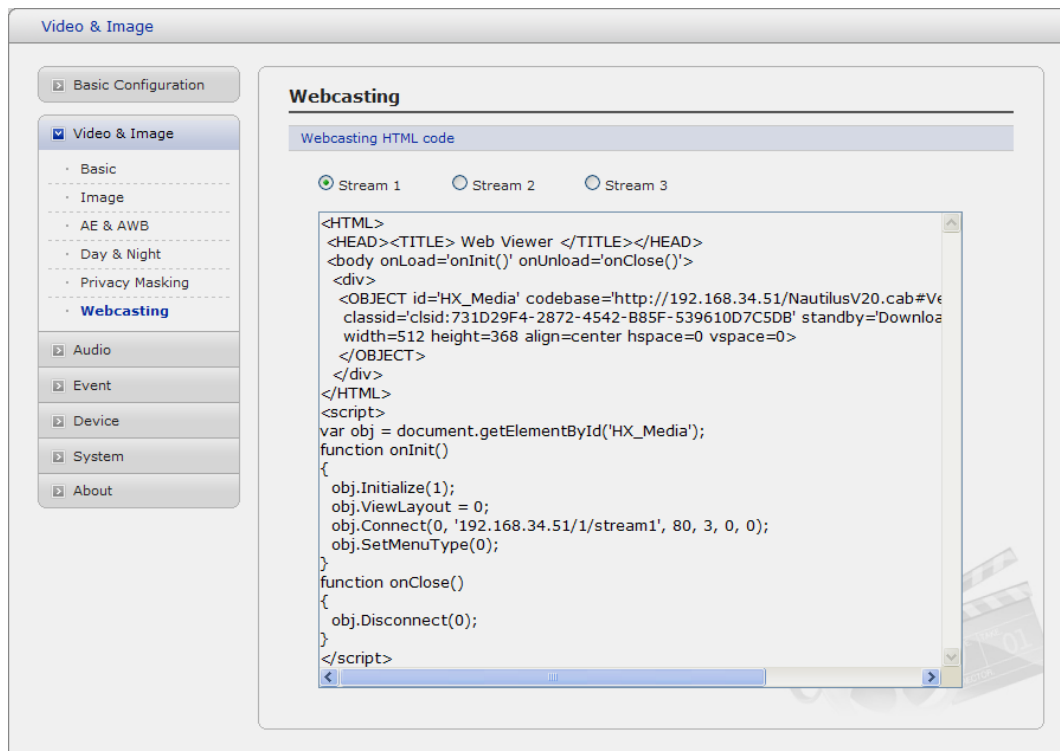 Video & Image
Basic Configuration
Video & Image
· Basic
· Image
· AE & AWB
· Day & Night
· Privacy Masking
· Webcasting
Audio
Event
Device
System
About
Webcasting
Webcasting HTML code
Stream 1 Stream 2 Stream 3
<HTML>
<HEAD><TITLE> Web Viewer </TITLE></HEAD>
<body onLoad='onInit()' onUnload='onClose()'>
<div>
<OBJECT id='HX_Media' codebase='http://192.168.34.51/NautilusV20.cab#Ve
classid='clsid:731D29F4-2872-4542-B85F-539610D7C5DB' standby='Downloa
width=512 height=368 align=center hspace=0 vspace=0>
</OBJECT>
</div>
</HTML>
<script>
var obj = document.getElementById('HX_Media');
function onInit()
{
obj.Initialize(1);
obj.ViewLayout = 0;
obj.Connect(0, '192.168.34.51/1/stream1', 80, 3, 0, 0);
obj.SetMenuType(0);
}
function onClose()
{
obj.Disconnect(0);
}
</script>
01